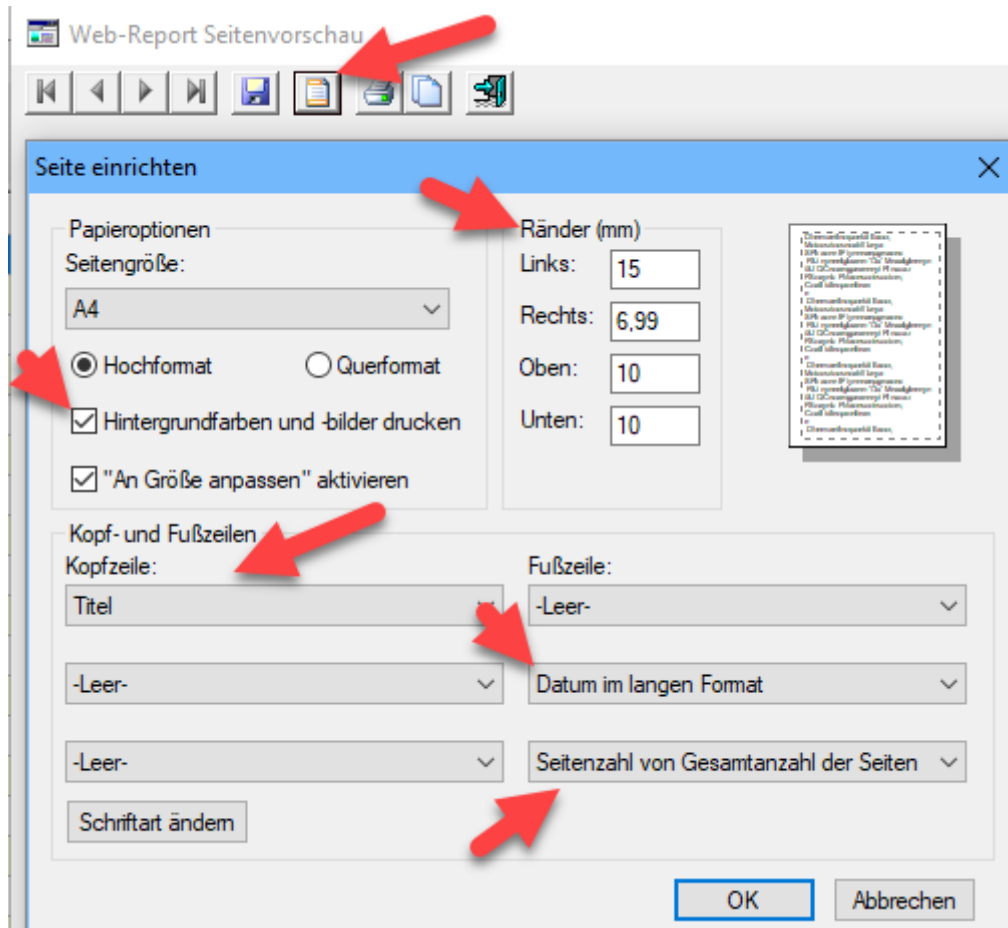 Web-Report Seitenvorschau
Seite einrichten
Papieroptionen
Seitengröße:
A4
Hochformat
Querformat
Hintergrundfarben und -bilder drucken
"An Größe anpassen" aktivieren
Ränder (mm)
Links: 15
Rechts: 6,99
Oben: 10
Unten: 10
Kopf- und Fußzeilen
Kopfzeile:
Fußzeile:
Titel
-Leer-
-Leer-
Datum im langen Format
-Leer-
Seitenzahl von Gesamtanzahl der Seiten
Schriftart ändern
OK
Abbrechen